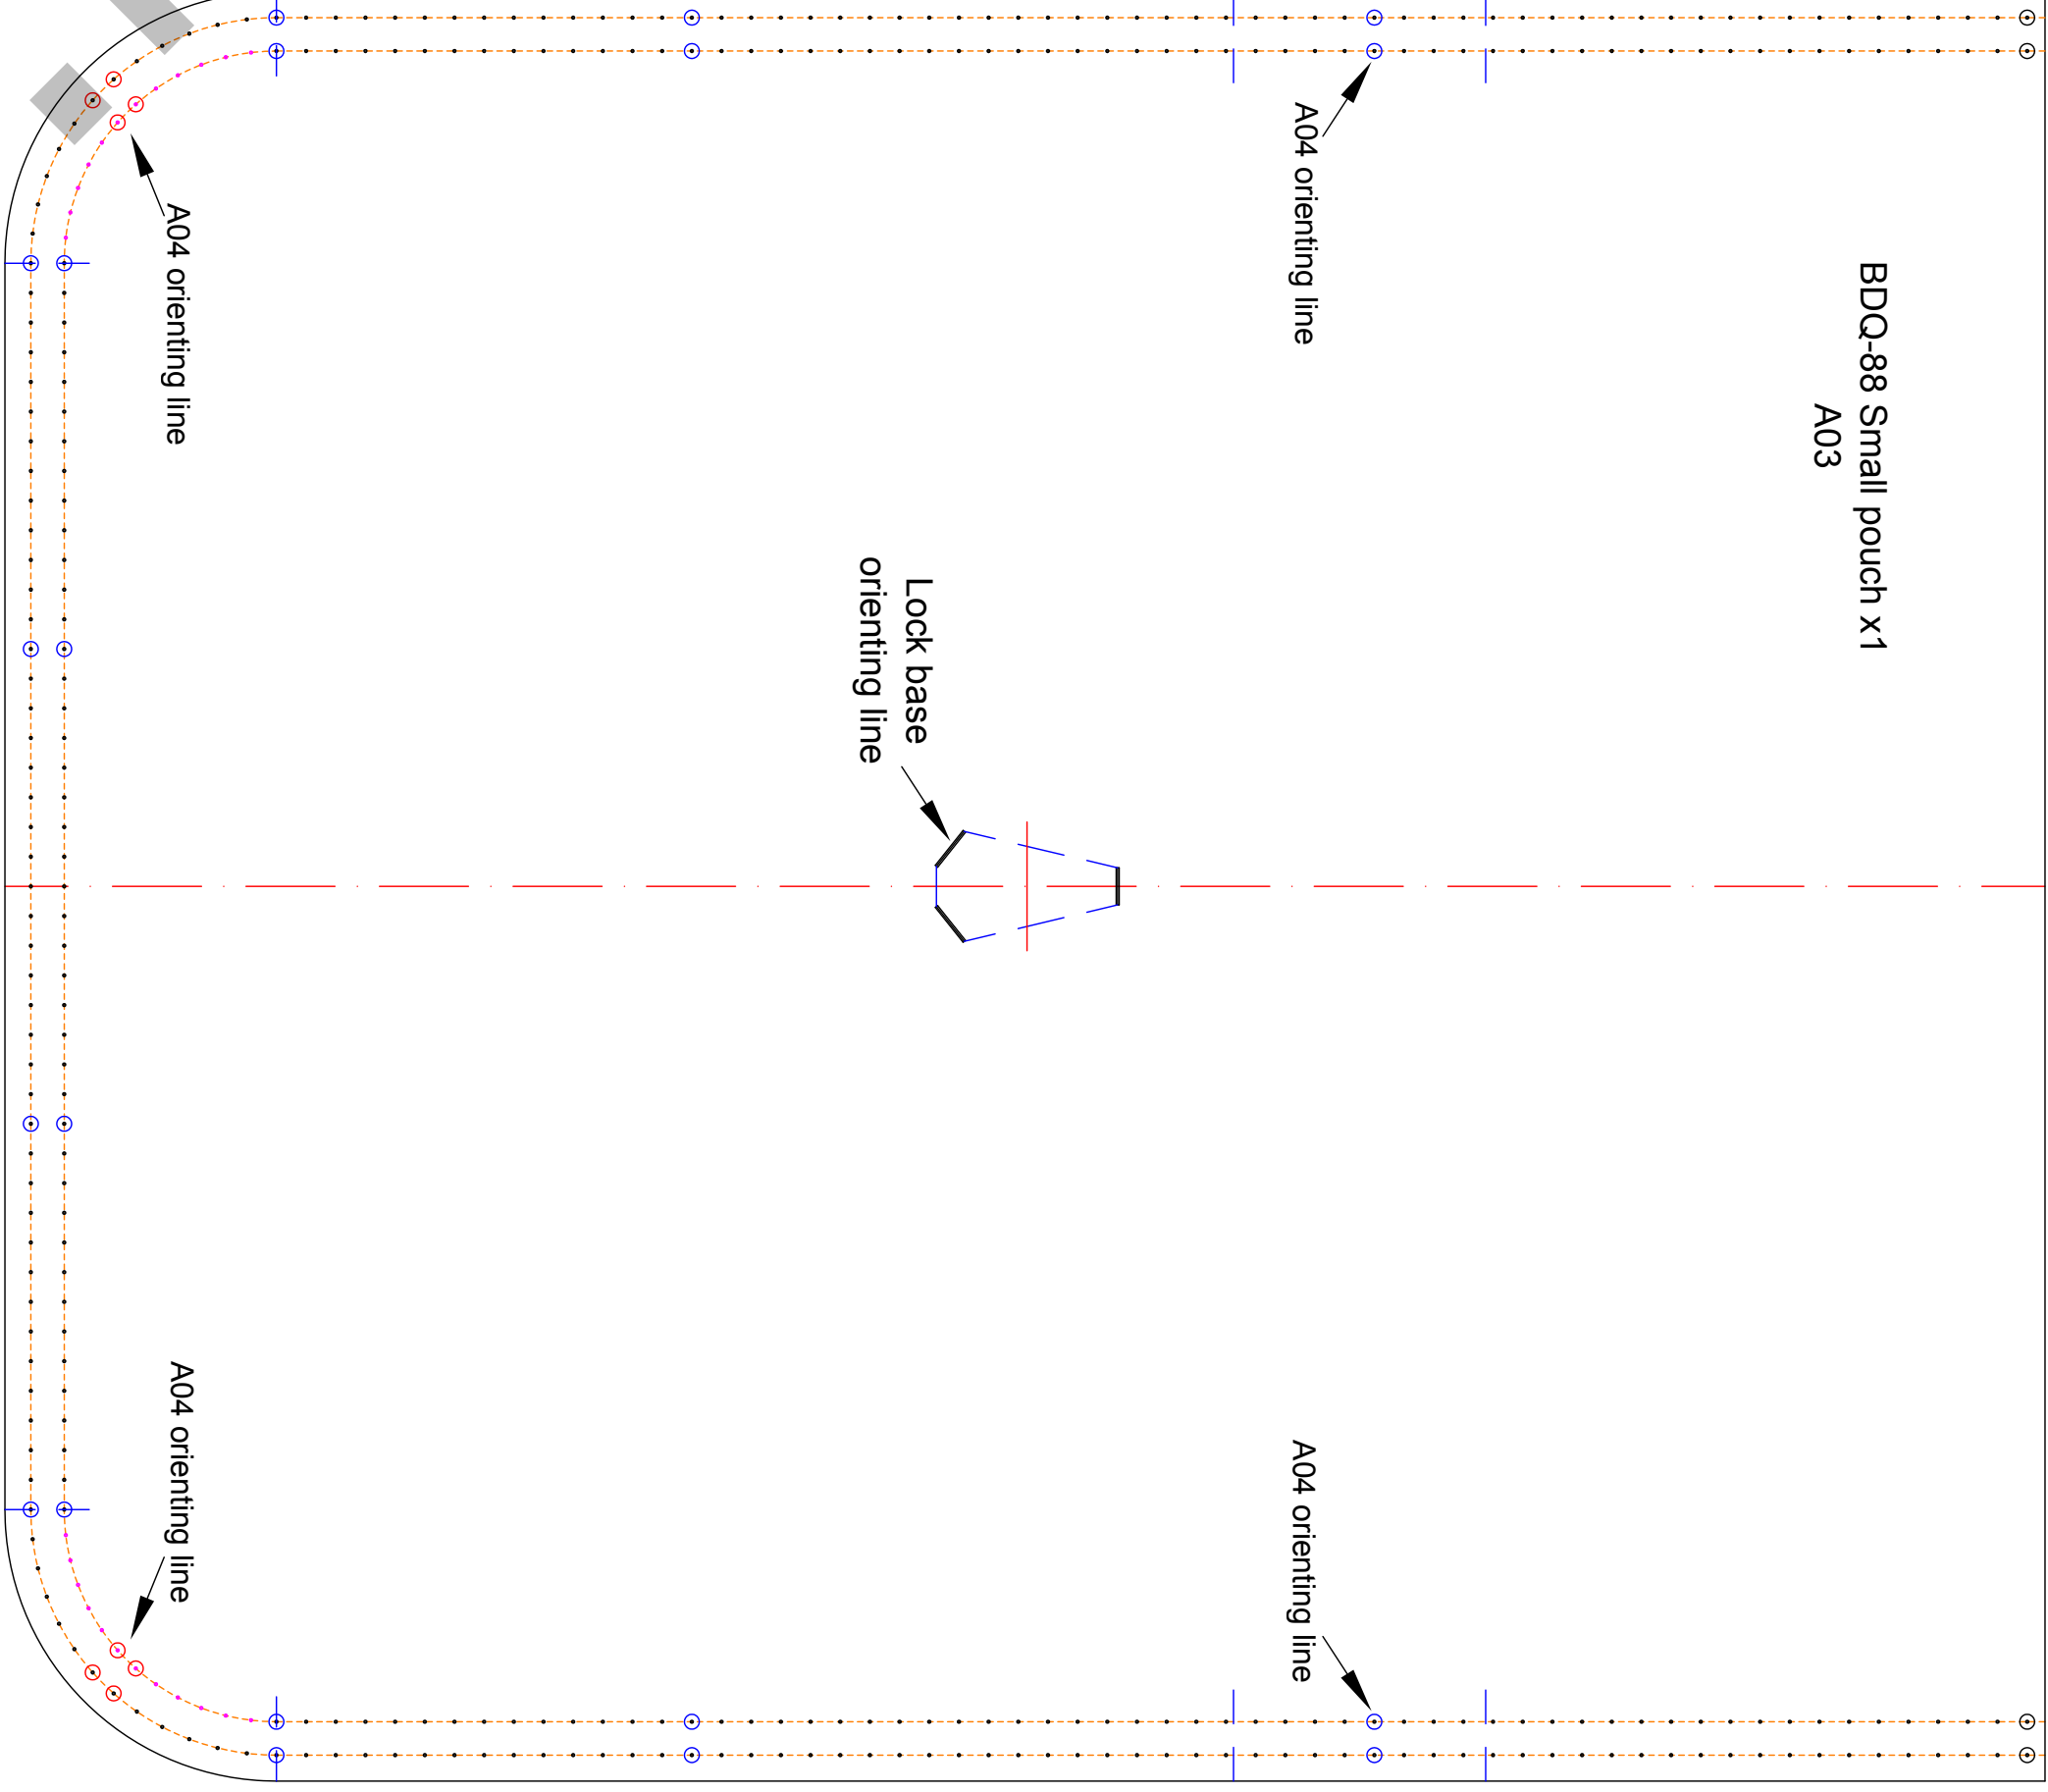 BDQ-88 Small pouch x1
A03
A04 orienting line
A04 orienting line
Lock base
orienting line
A04 orienting line
A04 orienting line